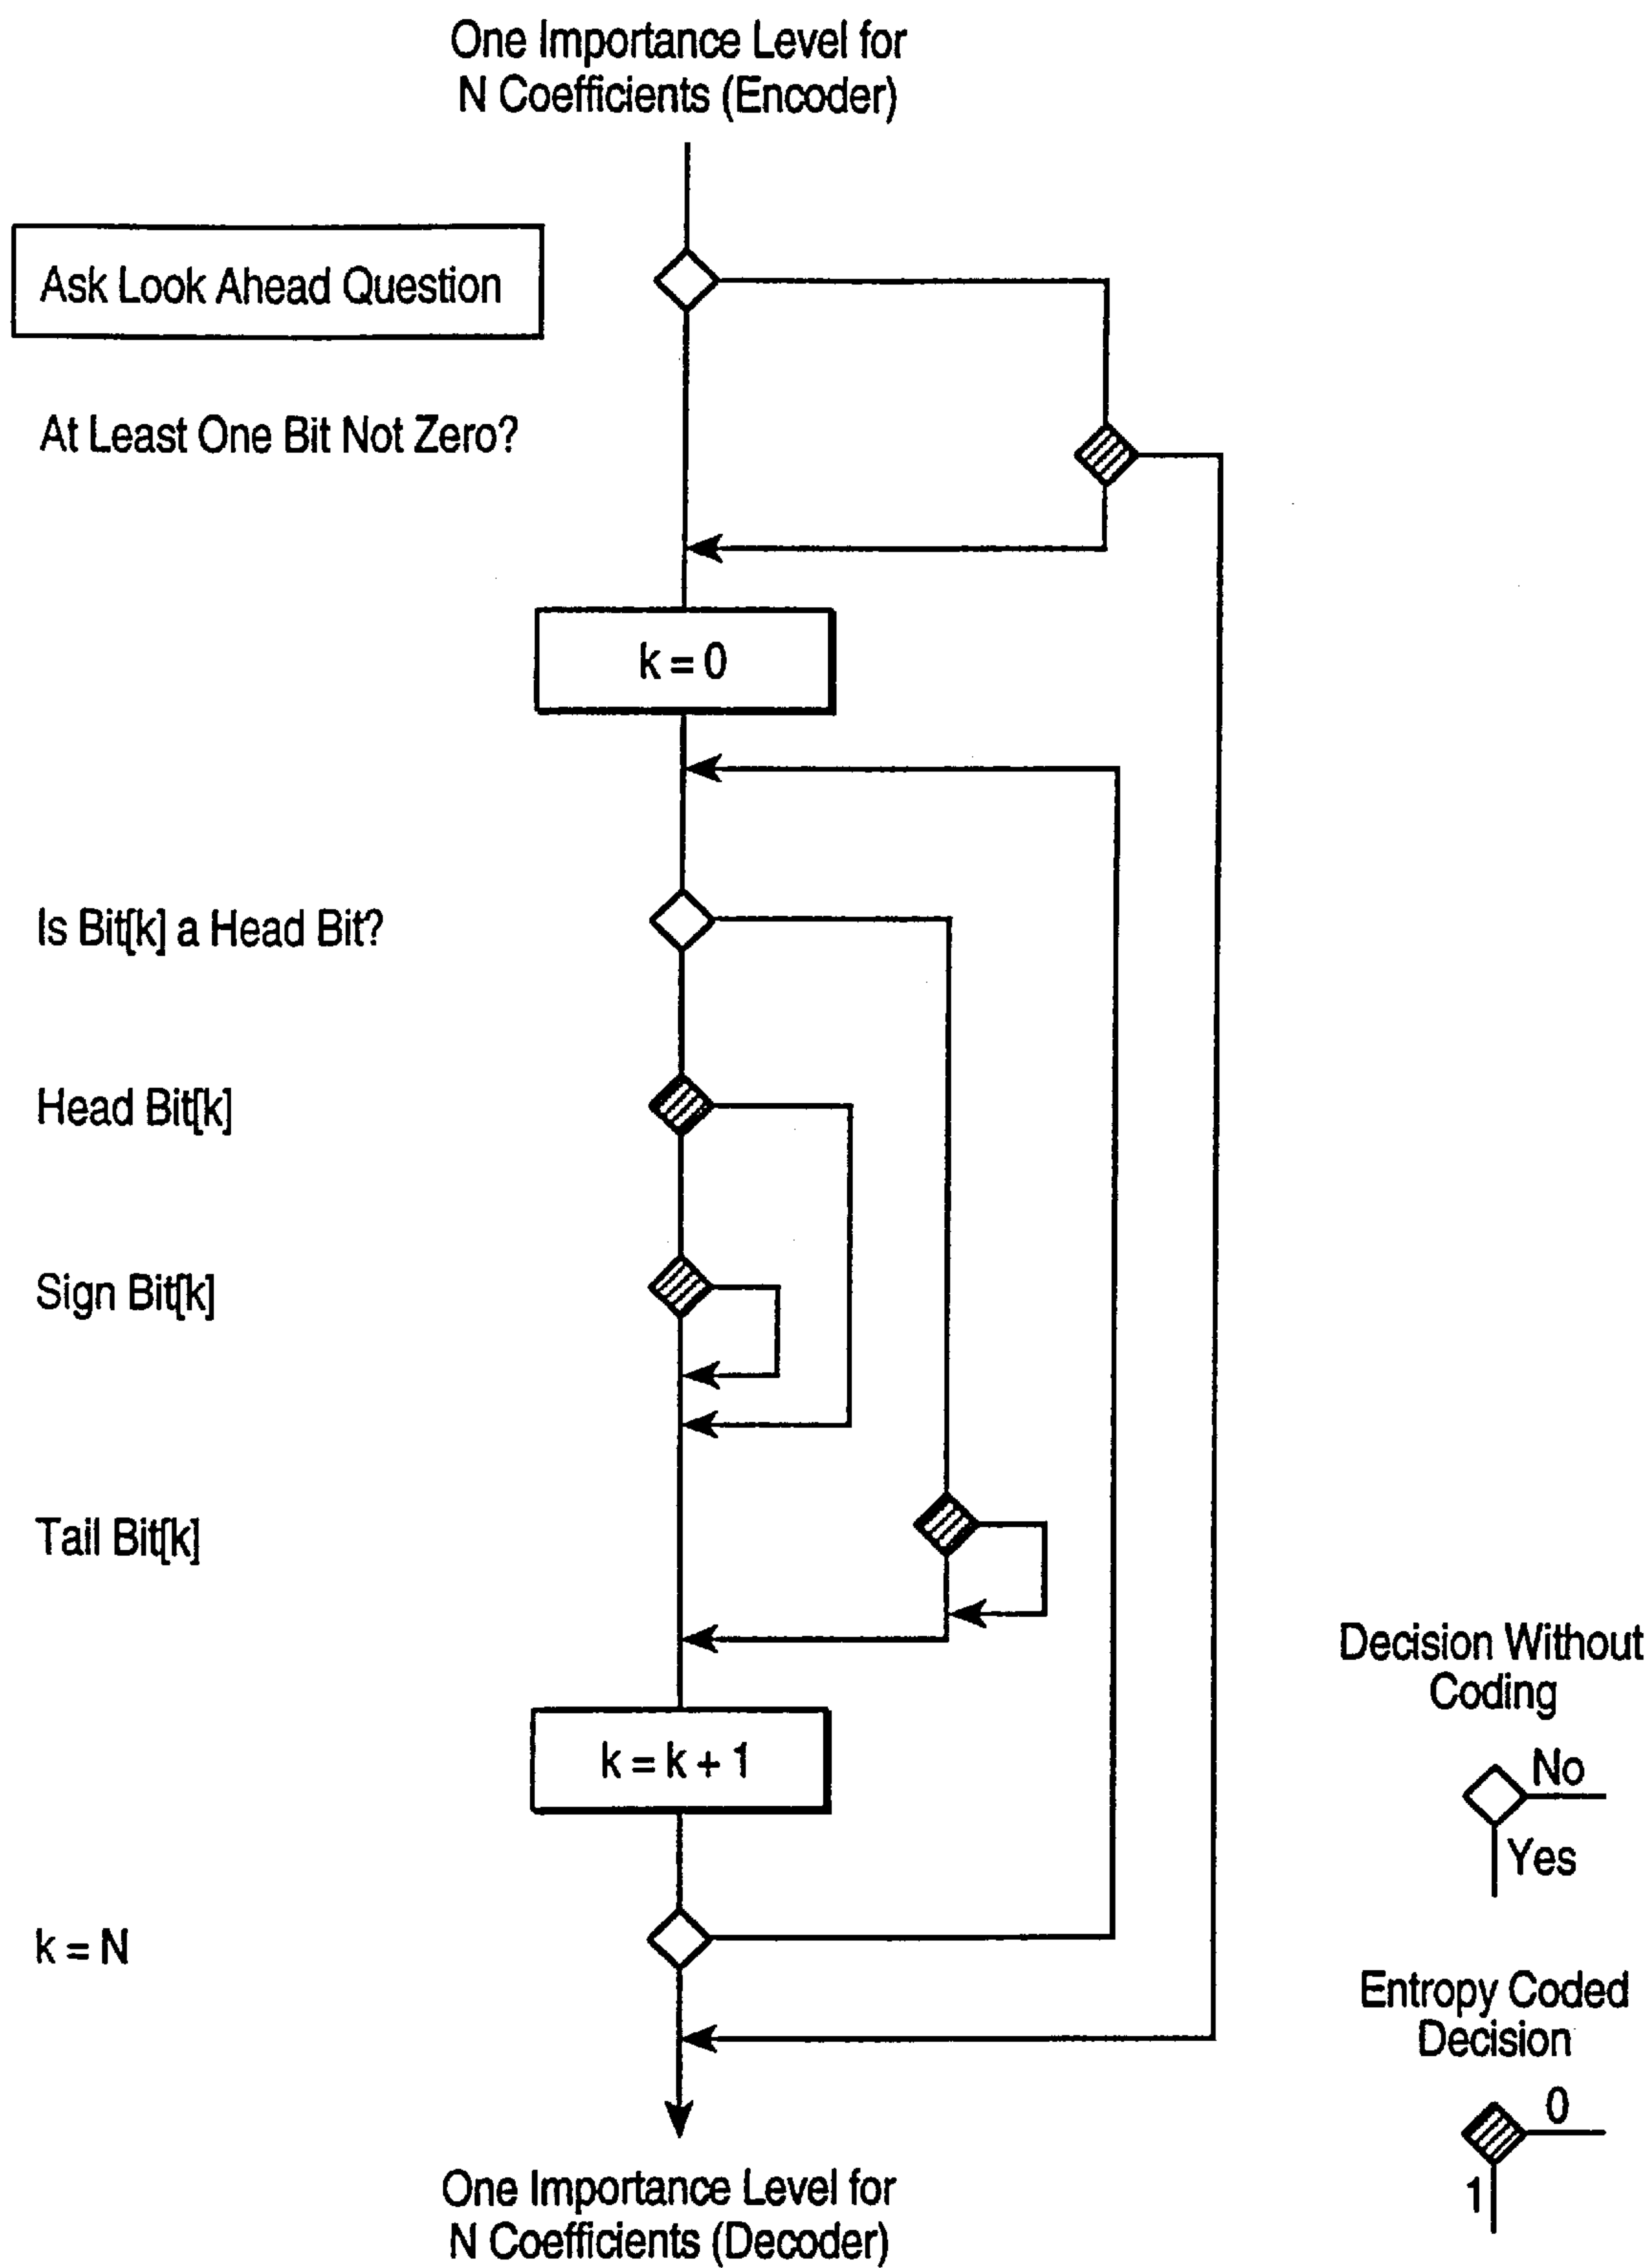 One Importance Level for
N Coefficients (Encoder)
Ask Look Ahead Question
At Least One Bit Not Zero?
k = 0
Is Bit[k] a Head Bit?
Head Bit[k]
Sign Bit[k]
Tail Bit[k]
k = k + 1
k = N
One Importance Level for
N Coefficients (Decoder)
Decision Without
Coding
No
Yes
Entropy Coded
Decision
0
1